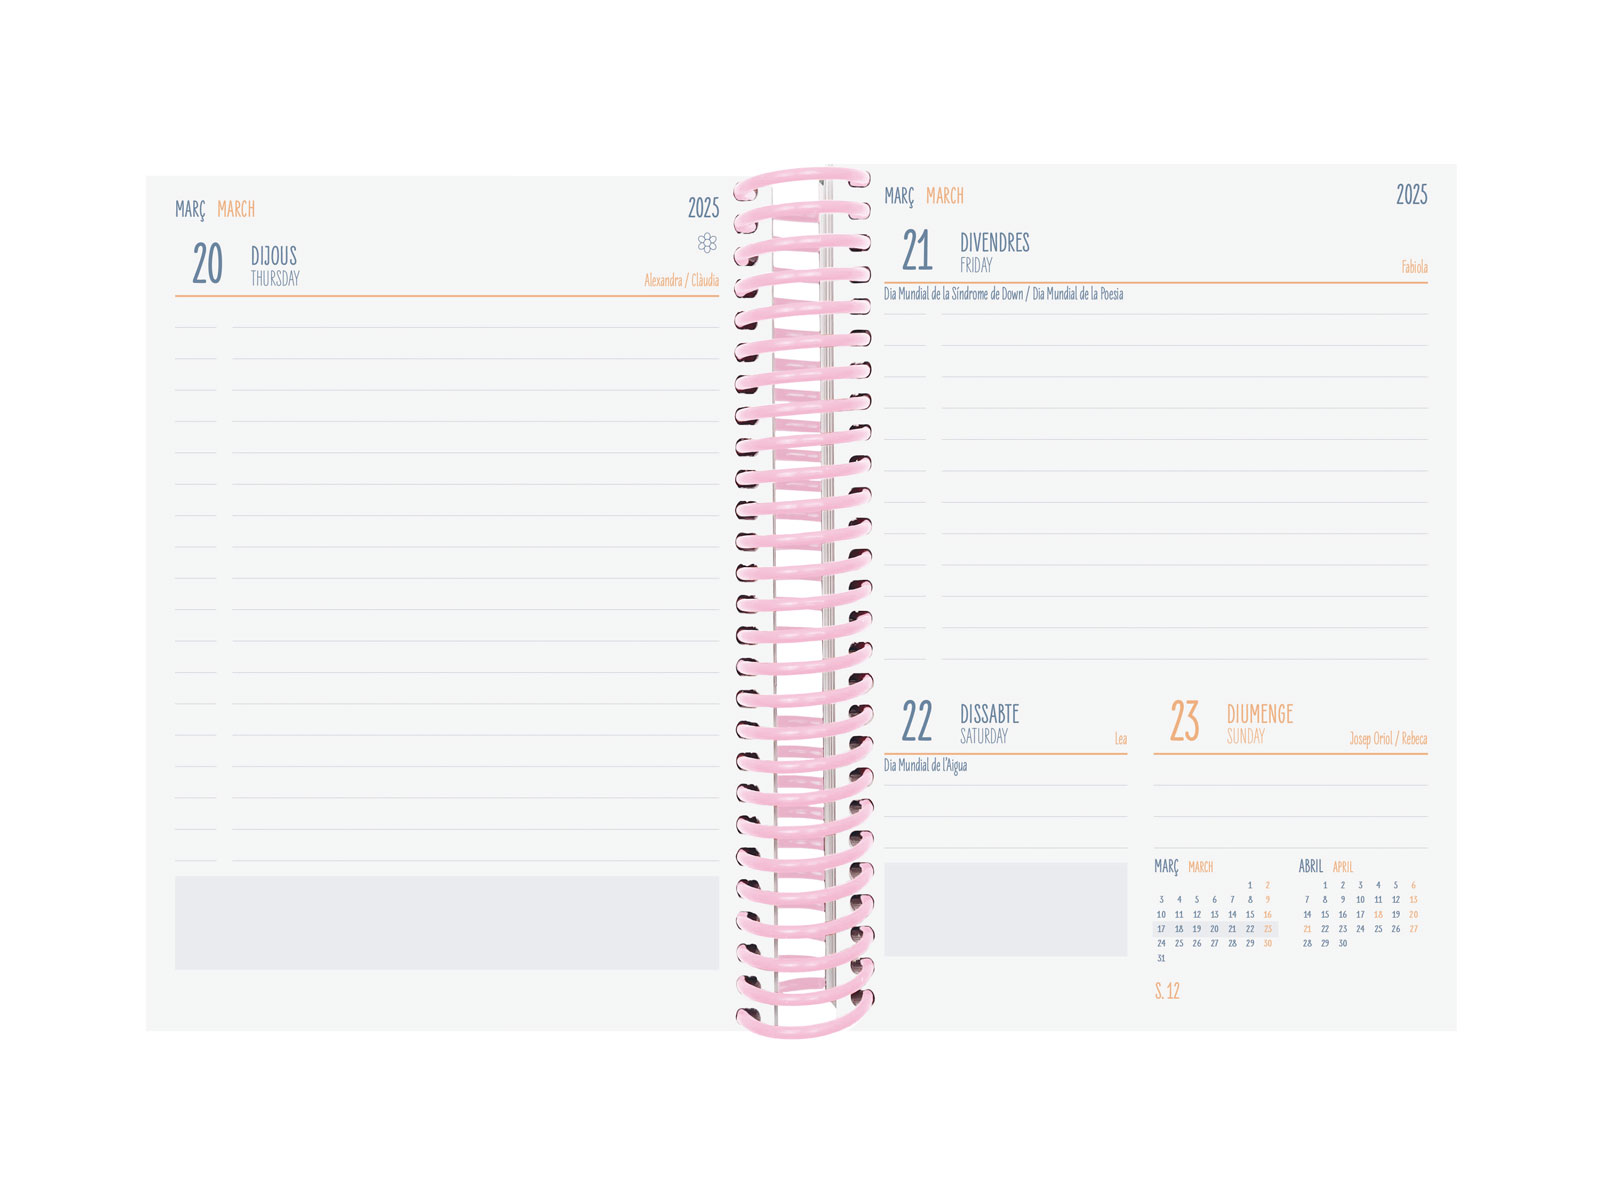 MARÇ MARCH 2025
20 DIJOUS
THURSDAY
Alexandra / Clàudia
MARÇ MARCH 2025
21 DIVENDRES
FRIDAY
Fabiola
Dia Mundial de la Síndrome de Down / Dia Mundial de la Poesia
22 DISSABTE
SATURDAY
Lea
Dia Mundial de l'Aigua
23 DIUMENGE
SUNDAY
Josep Oriol / Rebeca
MARÇ MARCH
1 2
3 4 5 6 7 8 9
10 11 12 13 14 15 16
17 18 19 20 21 22 23
24 25 26 27 28 29 30
31
ABRIL APRIL
1 2 3 4 5 6
7 8 9 10 11 12 13
14 15 16 17 18 19 20
21 22 23 24 25 26 27
28 29 30
S. 12